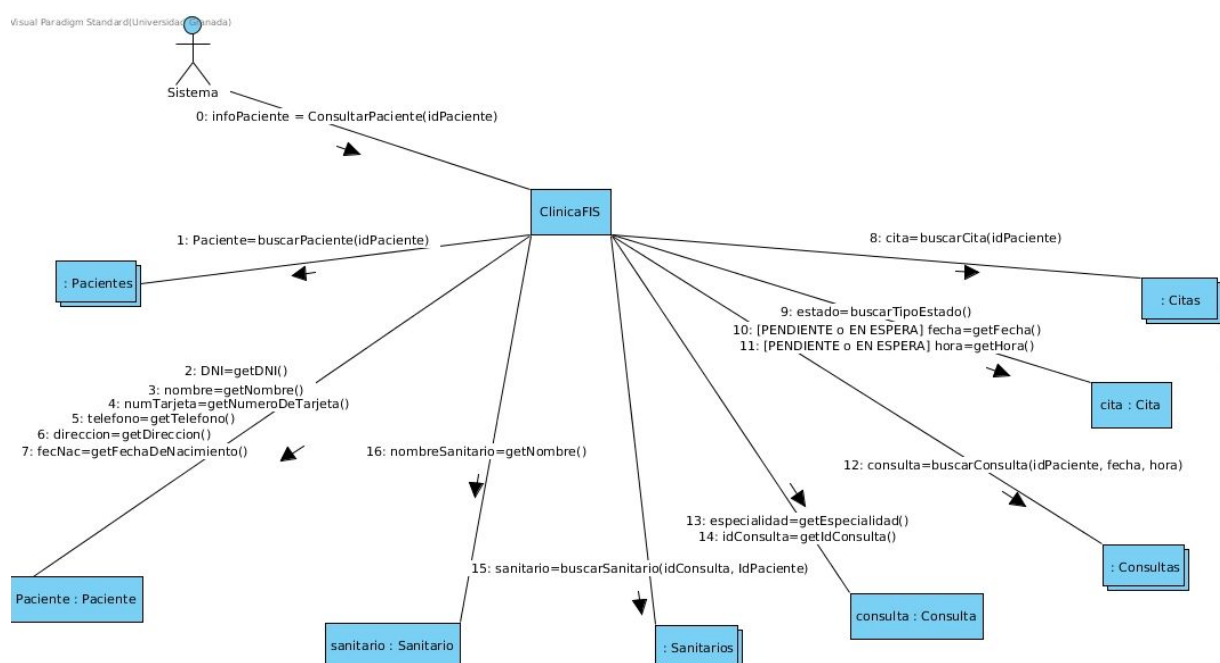 Visual Paradigm Standard(Universidad Granada)
Sistema
0: infoPaciente = ConsultarPaciente(idPaciente)
ClinicaFIS
1: Paciente=buscarPaciente(idPaciente)
8: cita=buscarCita(idPaciente)
: Pacientes
: Citas
9: estado=buscarTipoEstado()
10: [PENDIENTE o EN ESPERA] fecha=getFecha()
11: [PENDIENTE o EN ESPERA] hora=getHora()
2: DNI=getDNI()
3: nombre=getNombre()
4: numTarjeta=getNumeroDeTarjeta()
5: telefono=getTelefono()
6: direccion=getDireccion()
7: fecNac=getFechaDeNacimiento()
cita : Cita
16: nombreSanitario=getNombre()
12: consulta=buscarConsulta(idPaciente, fecha, hora)
13: especialidad=getEspecialidad()
14: idConsulta=getIdConsulta()
15: sanitario=buscarSanitario(idConsulta, IdPaciente)
: Consultas
Paciente : Paciente
consulta : Consulta
sanitario : Sanitario
: Sanitarios